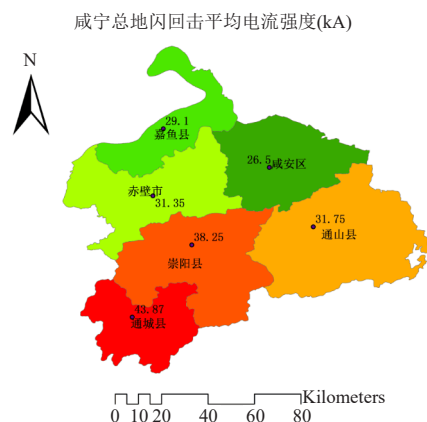 咸宁总地闪回击平均电流强度(kA)
N
29.1
嘉鱼县
26.5
咸安区
赤壁市
31.35
31.75
通山县
38.25
崇阳县
43.87
通城县
Kilometers
0 10 20 40 60 80